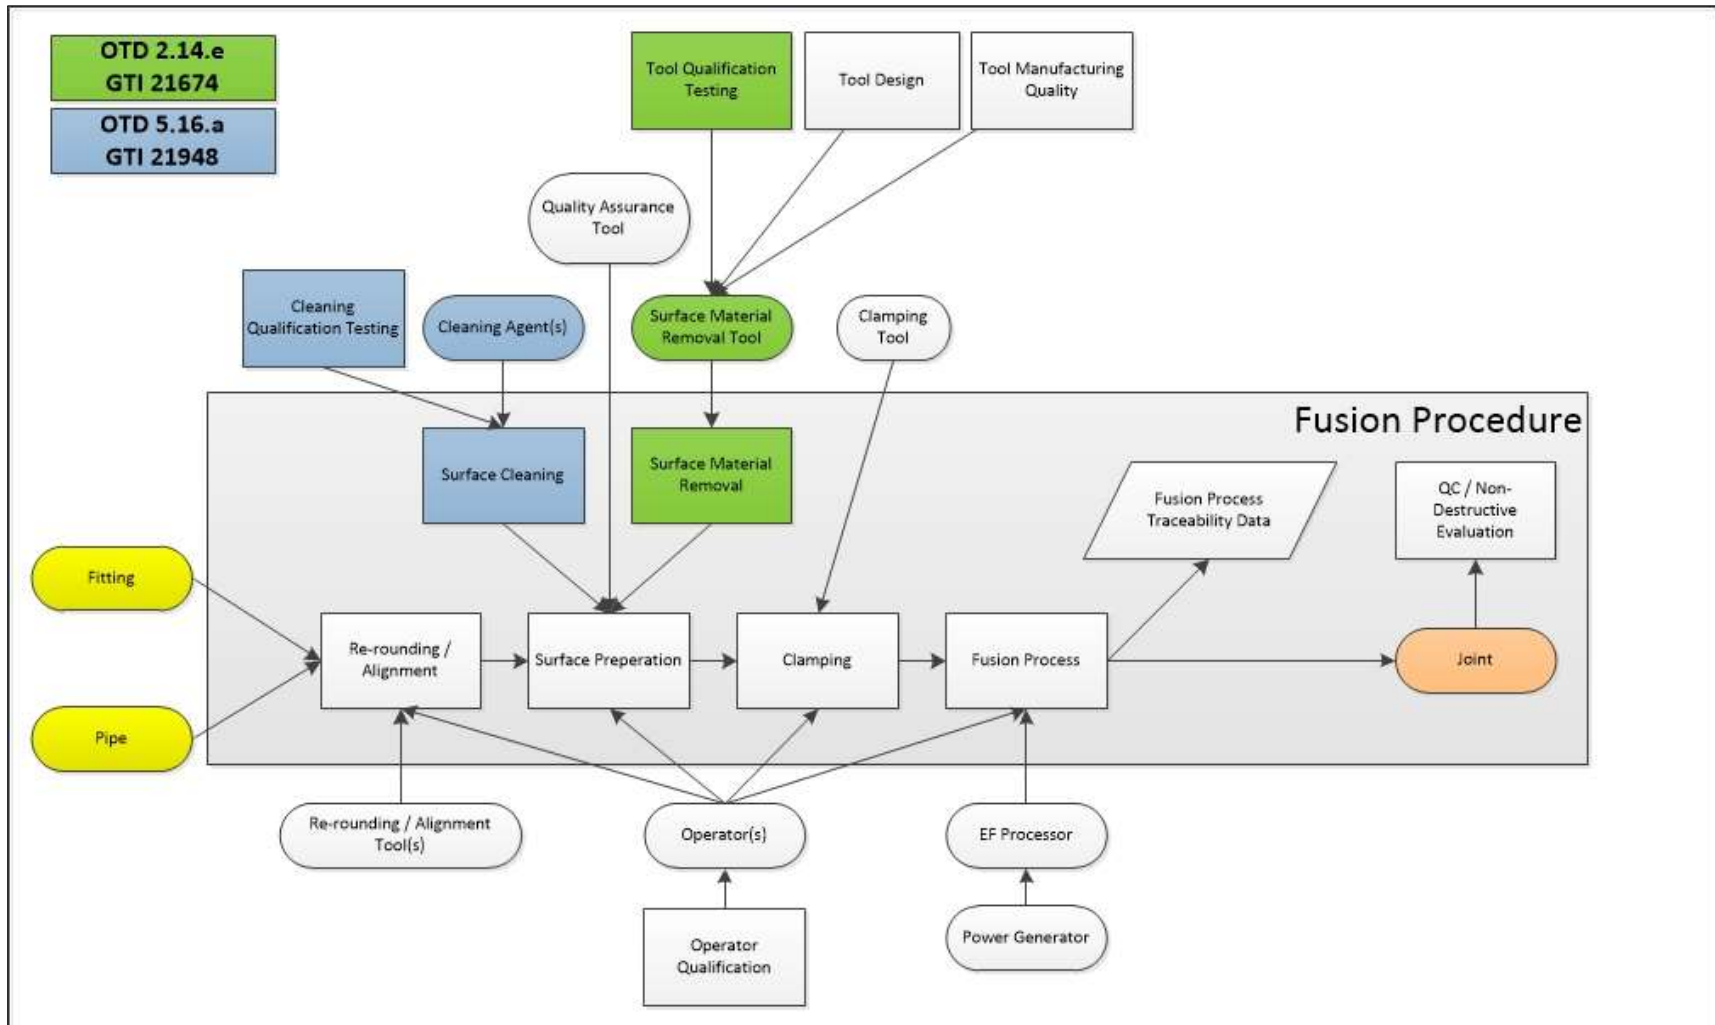 OTD 2.14.e
GTI 21674
OTD 5.16.a
GTI 21948
Tool Qualification
Testing
Tool Design
Tool Manufacturing
Quality
Quality Assurance
Tool
Cleaning
Qualification Testing
Cleaning Agent(s)
Surface Material
Removal Tool
Clamping
Tool
Fusion Procedure
Surface Cleaning
Surface Material
Removal
Fusion Process
Traceability Data
QC / Non-
Destructive
Evaluation
Fitting
Pipe
Re-rounding /
Alignment
Surface Preperation
Clamping
Fusion Process
Joint
Re-rounding / Alignment
Tool(s)
Operator(s)
EF Processor
Operator
Qualification
Power Generator